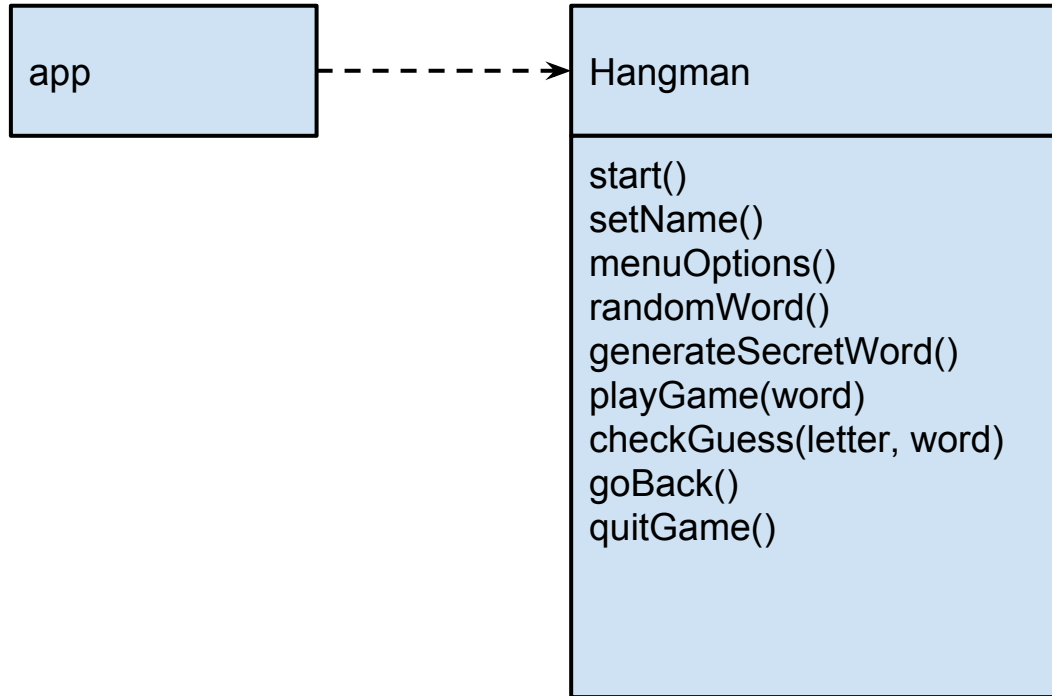 app
Hangman
start()
setName()
menuOptions()
randomWord()
generateSecretWord()
playGame(word)
checkGuess(letter, word)
goBack()
quitGame()